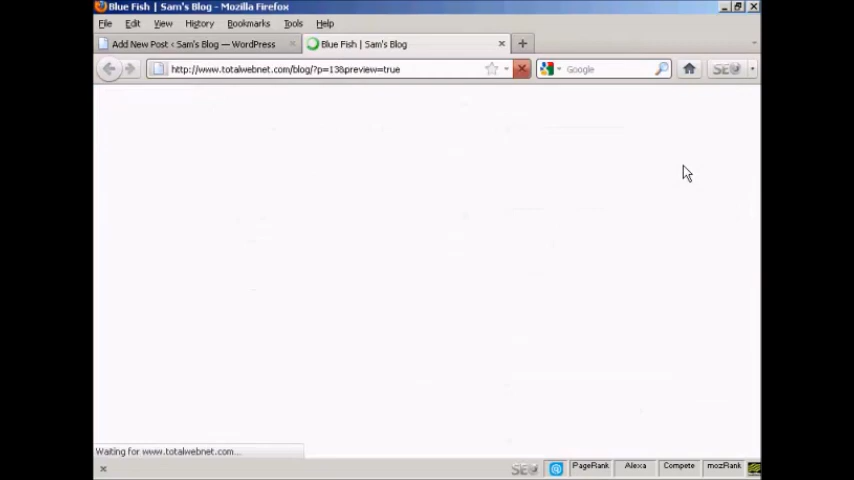 Blue Fish | Sam's Blog - Mozilla Firefox
File Edit View History Bookmarks Tools Help
Add New Post ‹ Sam's Blog — WordPress × Blue Fish | Sam's Blog × +
http://www.totalwebnet.com/blog/?p=13&preview=true Google SEO
Waiting for www.totalwebnet.com...
× SEO @ PageRank Alexa Compete mozRank